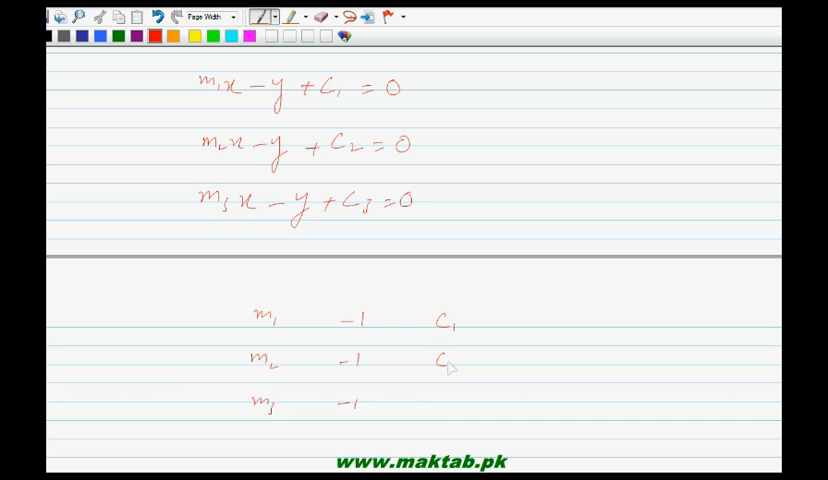 Page Width
m₁x - y + C₁ = 0
m₂x - y + C₂ = 0
m₃x - y + C₃ = 0
m₁ -1 C₁
m₂ -1 C
m₃ -1
www.maktab.pk